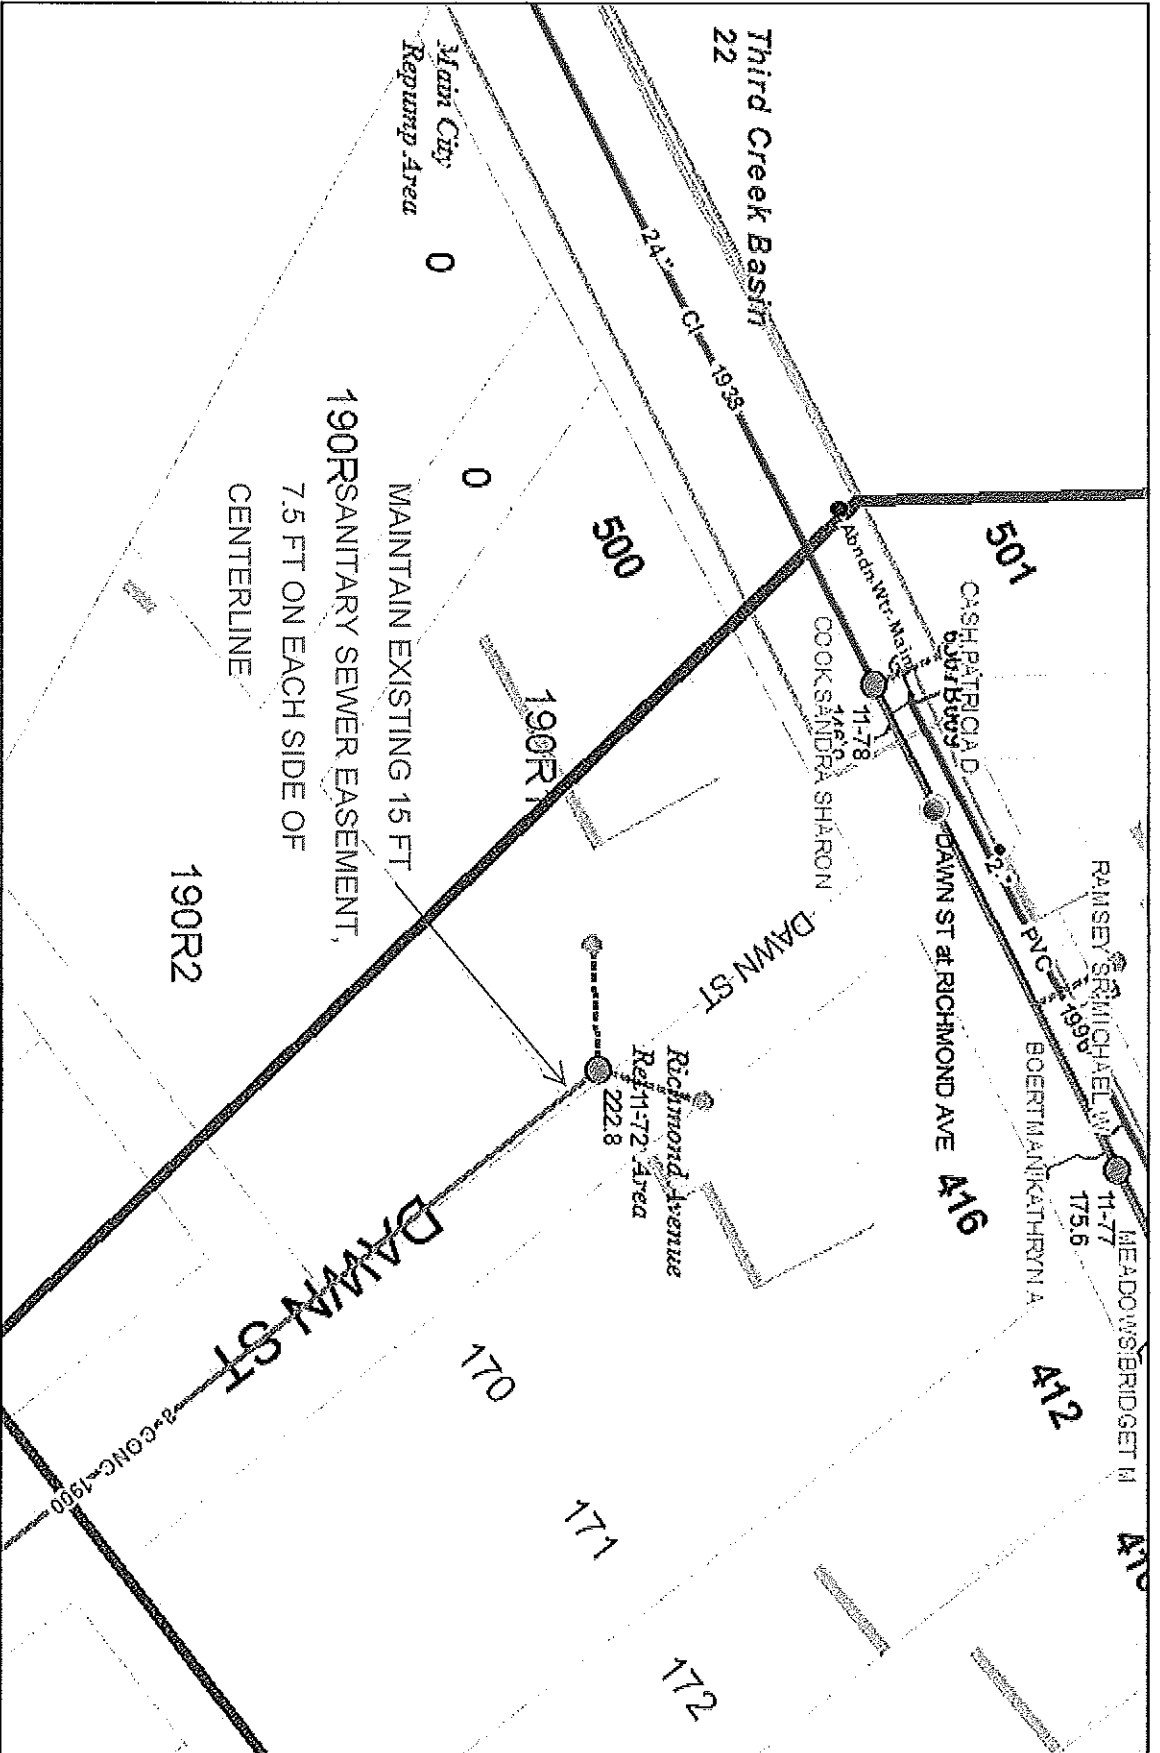 Third Creek Basin
22
Main City
Repump Area
0
0
24" CI 1938
500
501
Abndn Wtr Main
CASH PATRICIA D
COOK SANDRA SHARON
11-78
DAWN ST at RICHMOND AVE
2" PVC 1996
RAMSEY SR MICHAEL W
BOERTMAN KATHRYN A
11-77
175.6
MEADOWS BRIDGET M
416
412
190R1
190R
MAINTAIN EXISTING 15 FT
SANITARY SEWER EASEMENT,
7.5 FT ON EACH SIDE OF
CENTERLINE
190R2
DAWN ST
Richmond Avenue
Rel 11-72 Area
222.8
DAWN ST
8-CONC-1900
170
171
172